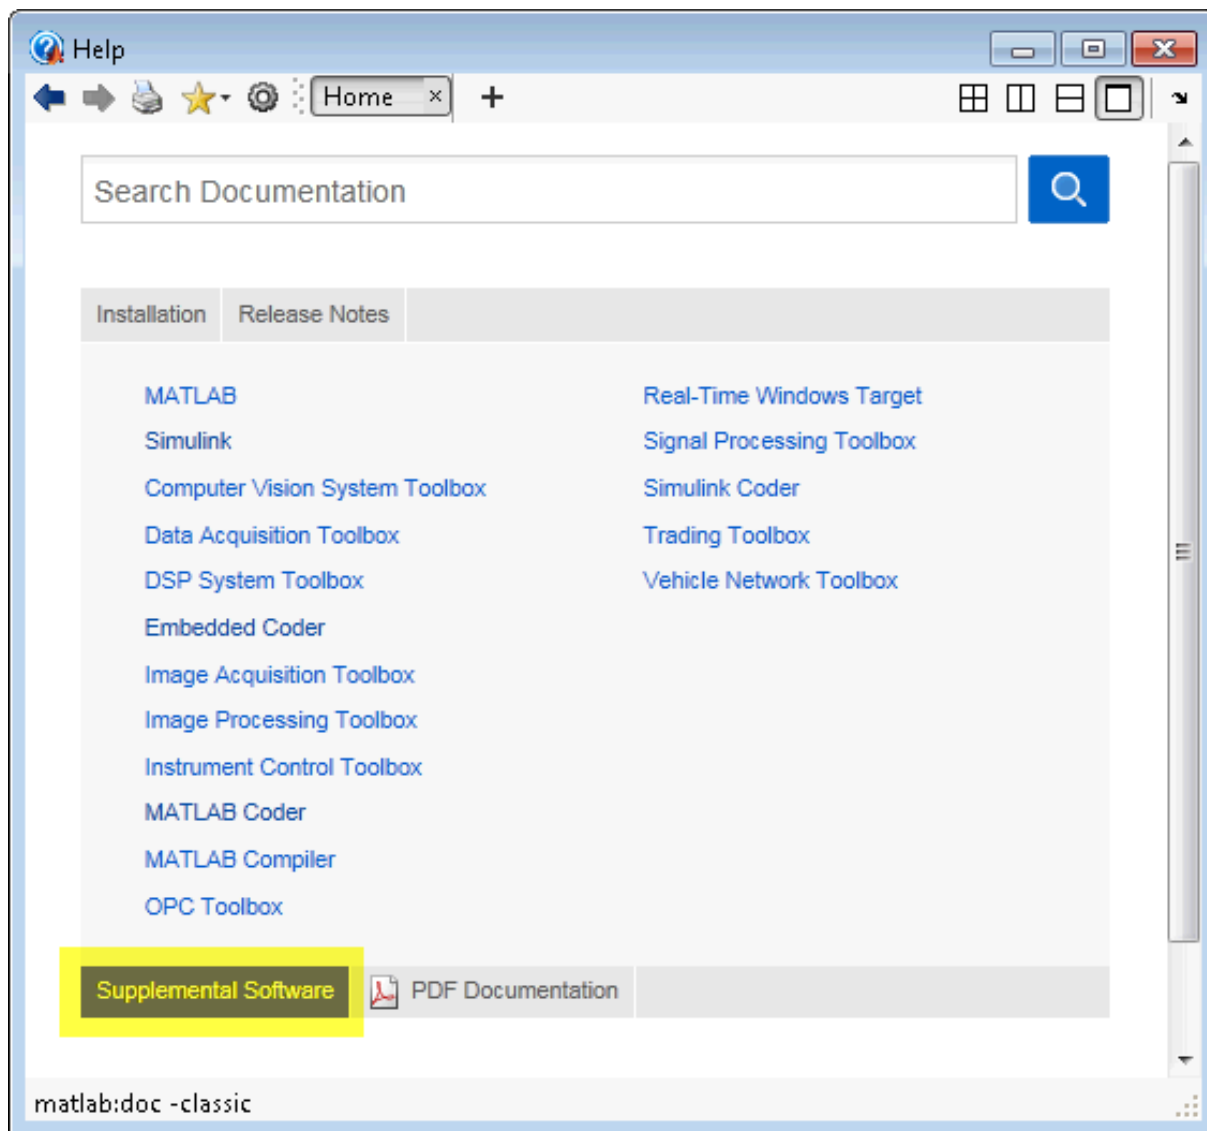 Help
Home
Search Documentation
Installation
Release Notes
MATLAB
Simulink
Computer Vision System Toolbox
Data Acquisition Toolbox
DSP System Toolbox
Embedded Coder
Image Acquisition Toolbox
Image Processing Toolbox
Instrument Control Toolbox
MATLAB Coder
MATLAB Compiler
OPC Toolbox
Real-Time Windows Target
Signal Processing Toolbox
Simulink Coder
Trading Toolbox
Vehicle Network Toolbox
Supplemental Software
PDF Documentation
matlab:doc -classic